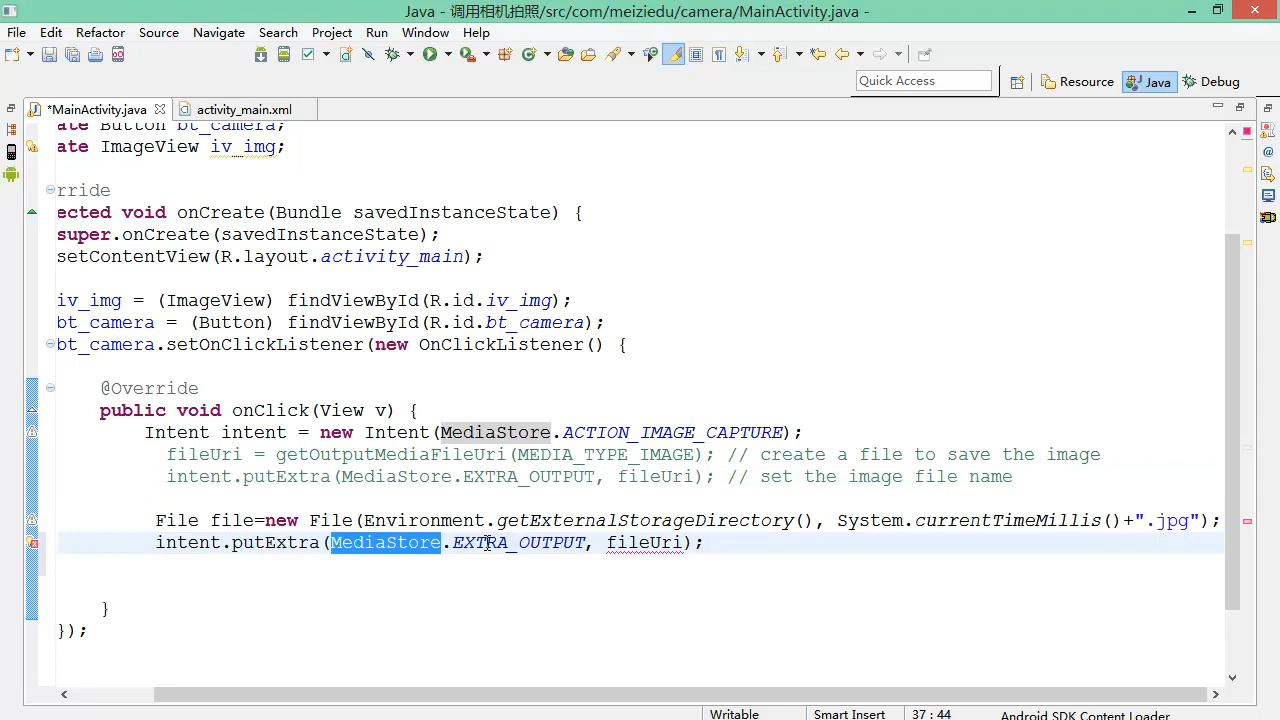 Java - 调用相机拍照/src/com/meiziedu/camera/MainActivity.java -
File Edit Refactor Source Navigate Search Project Run Window Help
Quick Access
Resource Java Debug
*MainActivity.java activity_main.xml
ate Button bt_camera;
ate ImageView iv_img;
rride
ected void onCreate(Bundle savedInstanceState) {
super.onCreate(savedInstanceState);
setContentView(R.layout.activity_main);
iv_img = (ImageView) findViewById(R.id.iv_img);
bt_camera = (Button) findViewById(R.id.bt_camera);
bt_camera.setOnClickListener(new OnClickListener() {
@Override
public void onClick(View v) {
Intent intent = new Intent(MediaStore.ACTION_IMAGE_CAPTURE);
fileUri = getOutputMediaFileUri(MEDIA_TYPE_IMAGE); // create a file to save the image
intent.putExtra(MediaStore.EXTRA_OUTPUT, fileUri); // set the image file name
File file=new File(Environment.getExternalStorageDirectory(), System.currentTimeMillis()+".jpg");
intent.putExtra(MediaStore.EXTRA_OUTPUT, fileUri);
}
});
Writable Smart Insert 37 : 44 Android SDK Content Loader